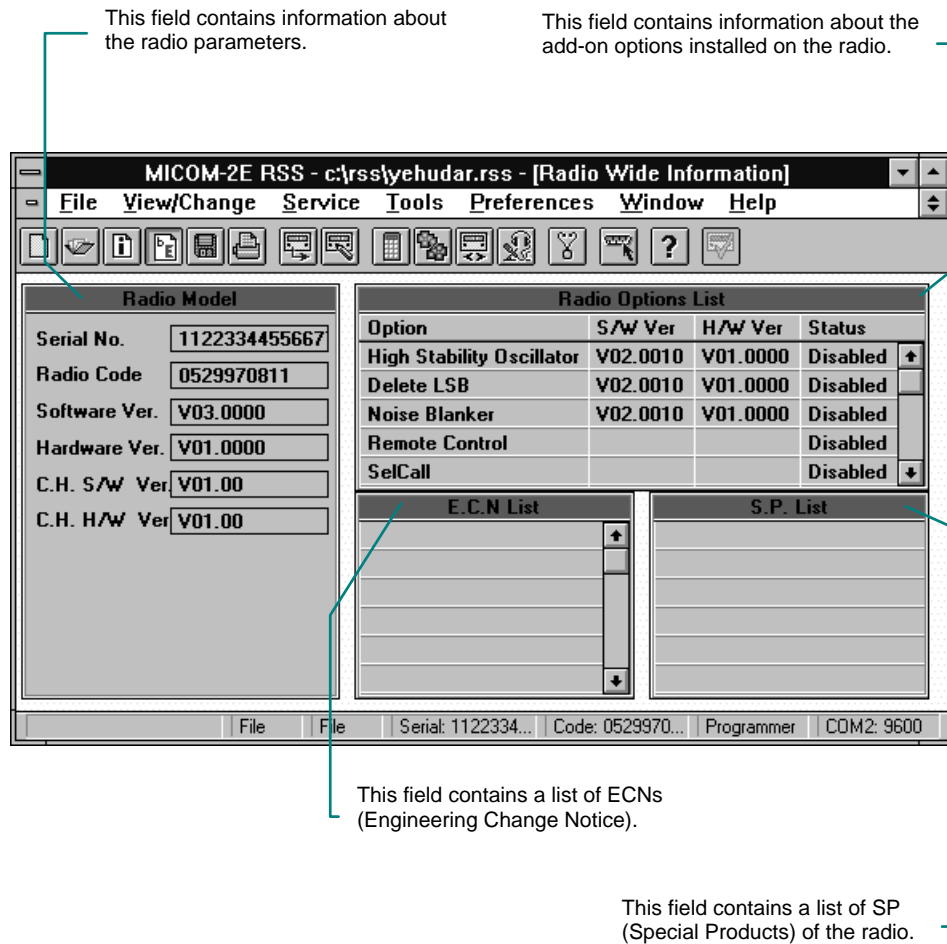 This field contains information about
the radio parameters.
This field contains information about the
add-on options installed on the radio.
MICOM-2E RSS - c:\rss\yehudar.rss - [Radio Wide Information]
File View/Change Service Tools Preferences Window Help
Radio Model
Serial No. 1122334455667
Radio Code 0529970811
Software Ver. V03.0000
Hardware Ver. V01.0000
C.H. S/W Ver. V01.00
C.H. H/W Ver V01.00
Radio Options List
Option S/W Ver H/W Ver Status
High Stability Oscillator V02.0010 V01.0000 Disabled
Delete LSB V02.0010 V01.0000 Disabled
Noise Blanker V02.0010 V01.0000 Disabled
Remote Control Disabled
SelCall Disabled
E.C.N List
S.P. List
File File Serial: 1122334... Code: 0529970... Programmer COM2: 9600
This field contains a list of ECNs
(Engineering Change Notice).
This field contains a list of SP
(Special Products) of the radio.